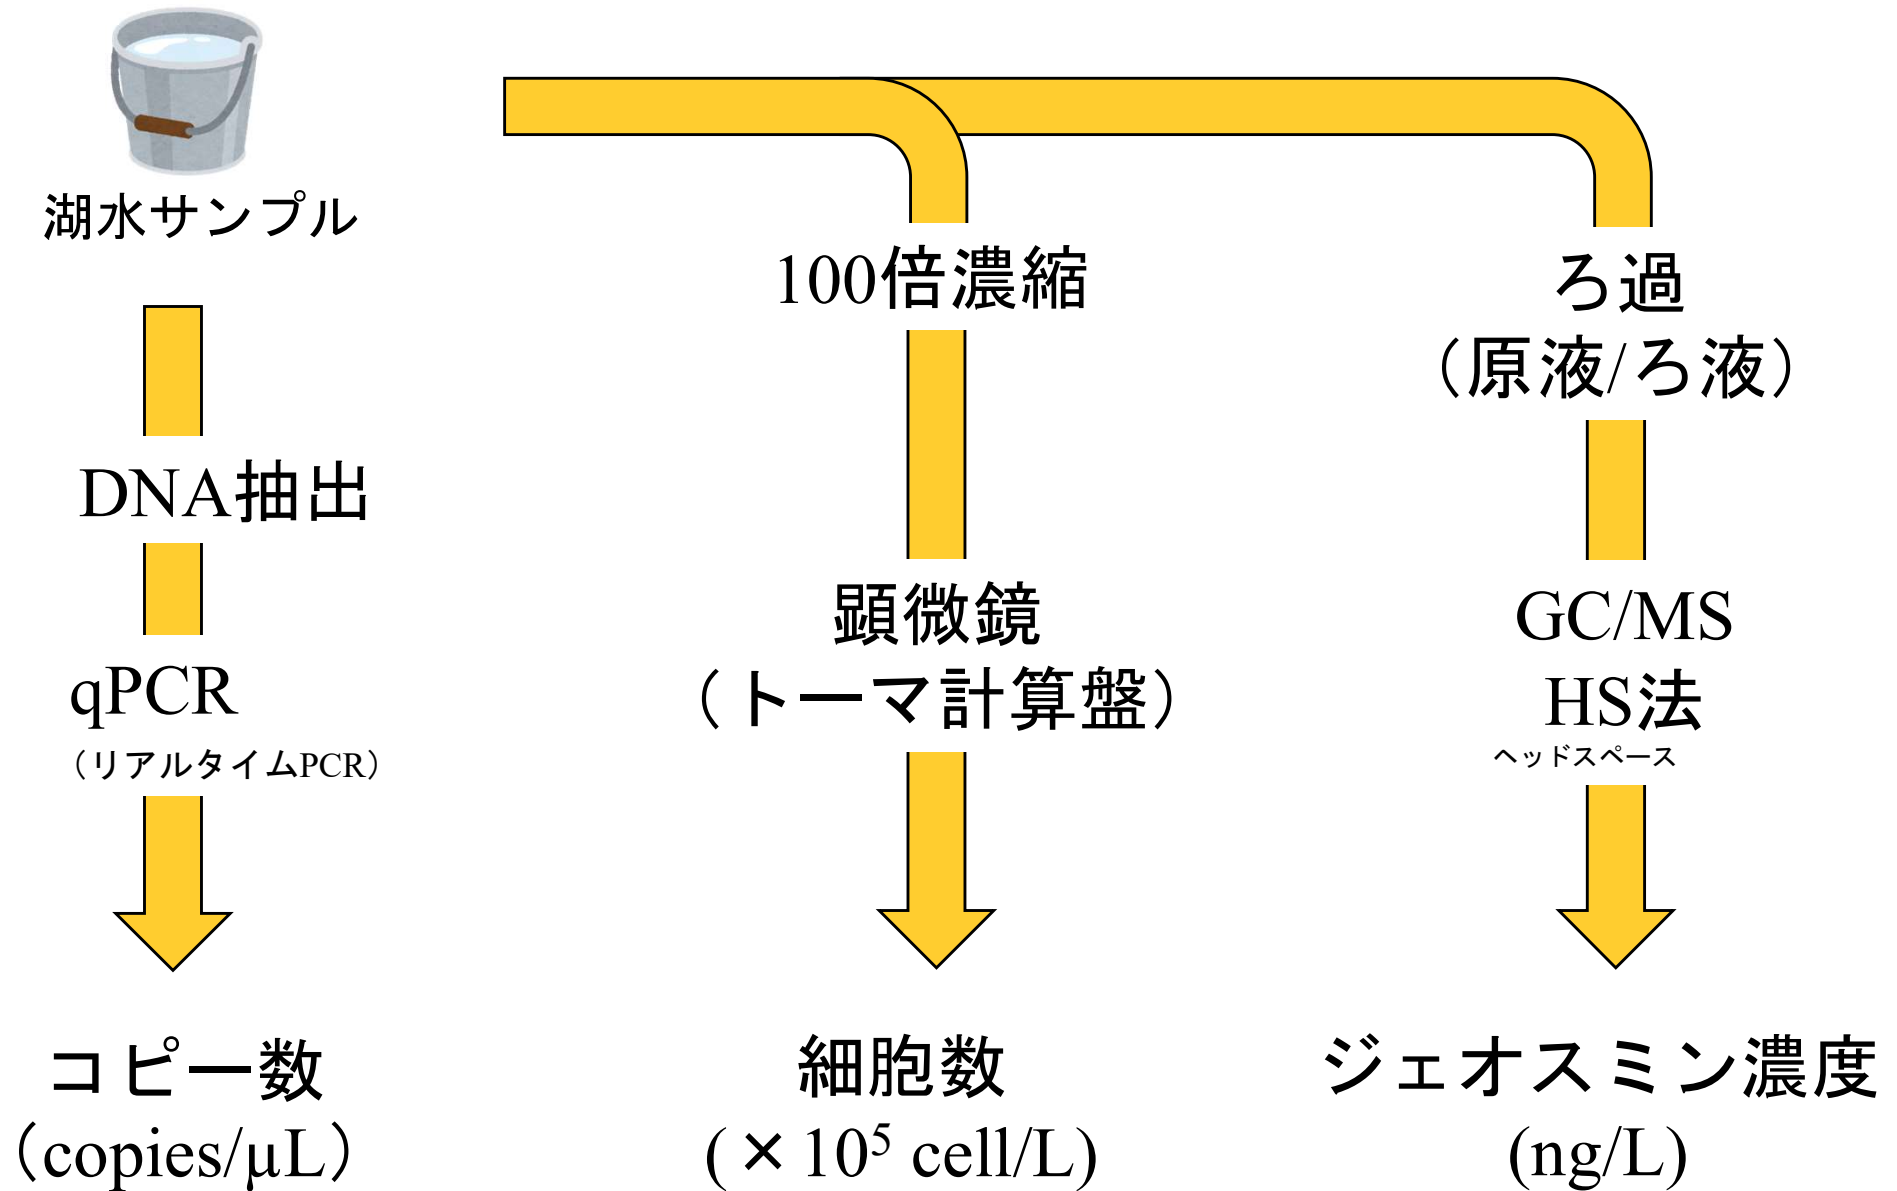 湖水サンプル
DNA抽出
qPCR
（リアルタイムPCR）
コピー数
（copies/µL）
100倍濃縮
顕微鏡
（トーマ計算盤）
細胞数
(×10⁵ cell/L)
ろ過
（原液/ろ液）
GC/MS
HS法
ヘッドスペース
ジェオスミン濃度
(ng/L)